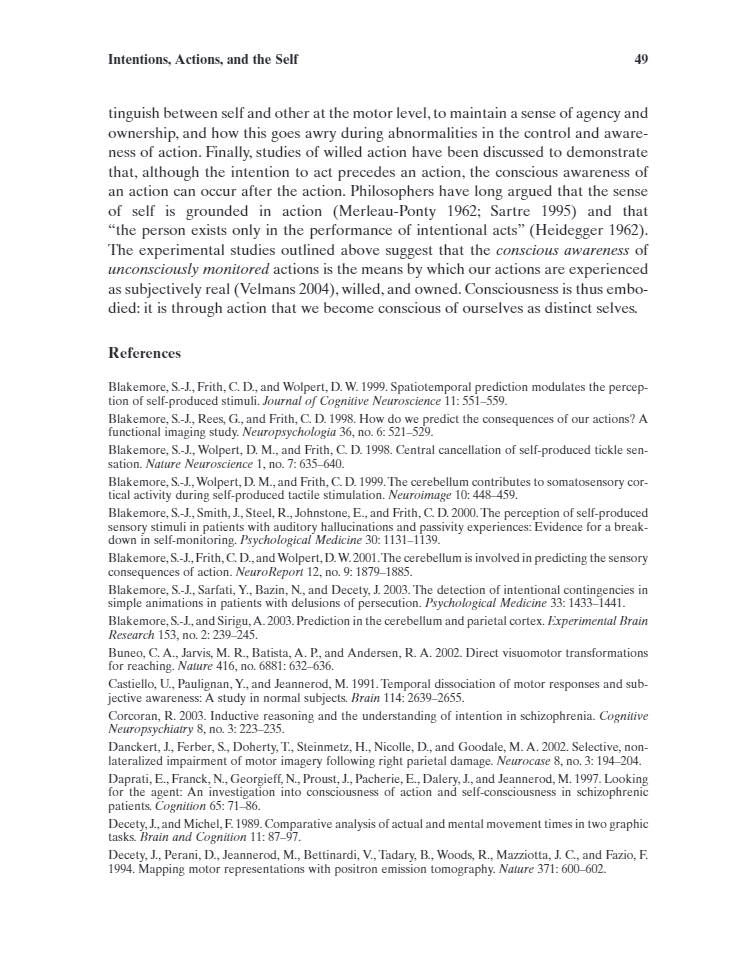 Intentions, Actions, and the Self 49
tinguish between self and other at the motor level, to maintain a sense of agency and
ownership, and how this goes awry during abnormalities in the control and aware-
ness of action. Finally, studies of willed action have been discussed to demonstrate
that, although the intention to act precedes an action, the conscious awareness of
an action can occur after the action. Philosophers have long argued that the sense
of self is grounded in action (Merleau-Ponty 1962; Sartre 1995) and that
“the person exists only in the performance of intentional acts” (Heidegger 1962).
The experimental studies outlined above suggest that the conscious awareness of
unconsciously monitored actions is the means by which our actions are experienced
as subjectively real (Velmans 2004), willed, and owned. Consciousness is thus embo-
died: it is through action that we become conscious of ourselves as distinct selves.
References
Blakemore, S.-J., Frith, C. D., and Wolpert, D. W. 1999. Spatiotemporal prediction modulates the percep-
tion of self-produced stimuli. Journal of Cognitive Neuroscience 11: 551–559.
Blakemore, S.-J., Rees, G., and Frith, C. D. 1998. How do we predict the consequences of our actions? A
functional imaging study. Neuropsychologia 36, no. 6: 521–529.
Blakemore, S.-J., Wolpert, D. M., and Frith, C. D. 1998. Central cancellation of self-produced tickle sen-
sation. Nature Neuroscience 1, no. 7: 635–640.
Blakemore, S.-J., Wolpert, D. M., and Frith, C. D. 1999. The cerebellum contributes to somatosensory cor-
tical activity during self-produced tactile stimulation. Neuroimage 10: 448–459.
Blakemore, S.-J., Smith, J., Steel, R., Johnstone, E., and Frith, C. D. 2000. The perception of self-produced
sensory stimuli in patients with auditory hallucinations and passivity experiences: Evidence for a break-
down in self-monitoring. Psychological Medicine 30: 1131–1139.
Blakemore, S.-J., Frith, C. D., and Wolpert, D. W. 2001. The cerebellum is involved in predicting the sensory
consequences of action. NeuroReport 12, no. 9: 1879–1885.
Blakemore, S.-J., Sarfati, Y., Bazin, N., and Decety, J. 2003. The detection of intentional contingencies in
simple animations in patients with delusions of persecution. Psychological Medicine 33: 1433–1441.
Blakemore, S.-J., and Sirigu, A. 2003. Prediction in the cerebellum and parietal cortex. Experimental Brain
Research 153, no. 2: 239–245.
Buneo, C. A., Jarvis, M. R., Batista, A. P., and Andersen, R. A. 2002. Direct visuomotor transformations
for reaching. Nature 416, no. 6881: 632–636.
Castiello, U., Paulignan, Y., and Jeannerod, M. 1991. Temporal dissociation of motor responses and sub-
jective awareness: A study in normal subjects. Brain 114: 2639–2655.
Corcoran, R. 2003. Inductive reasoning and the understanding of intention in schizophrenia. Cognitive
Neuropsychiatry 8, no. 3: 223–235.
Danckert, J., Ferber, S., Doherty, T., Steinmetz, H., Nicolle, D., and Goodale, M. A. 2002. Selective, non-
lateralized impairment of motor imagery following right parietal damage. Neurocase 8, no. 3: 194–204.
Daprati, E., Franck, N., Georgieff, N., Proust, J., Pacherie, E., Dalery, J., and Jeannerod, M. 1997. Looking
for the agent: An investigation into consciousness of action and self-consciousness in schizophrenic
patients. Cognition 65: 71–86.
Decety, J., and Michel, F. 1989. Comparative analysis of actual and mental movement times in two graphic
tasks. Brain and Cognition 11: 87–97.
Decety, J., Perani, D., Jeannerod, M., Bettinardi, V., Tadary, B., Woods, R., Mazziotta, J. C., and Fazio, F.
1994. Mapping motor representations with positron emission tomography. Nature 371: 600–602.